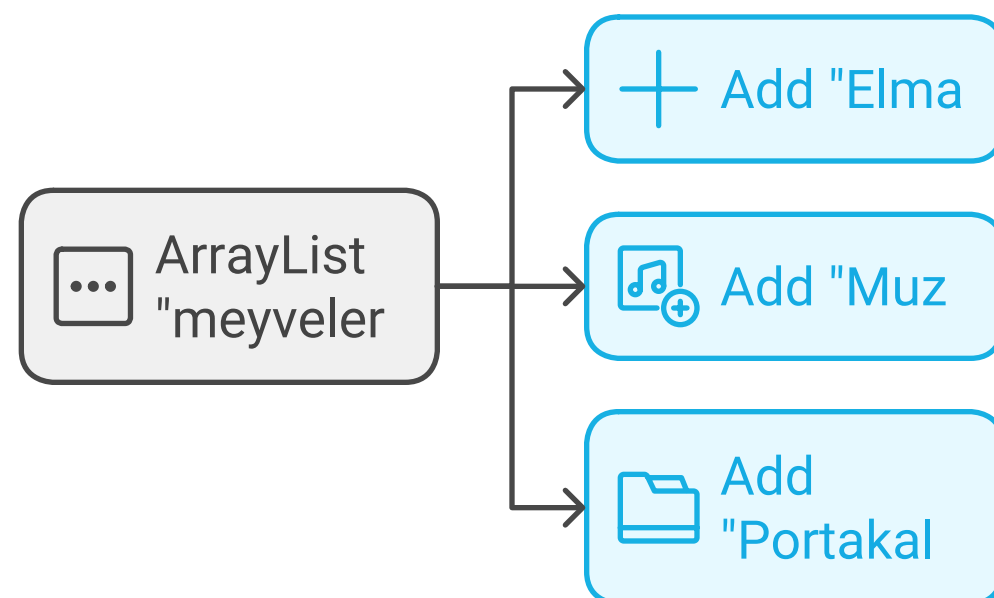 Add "Elma
ArrayList
"meyveler
Add "Muz
Add
"Portakal